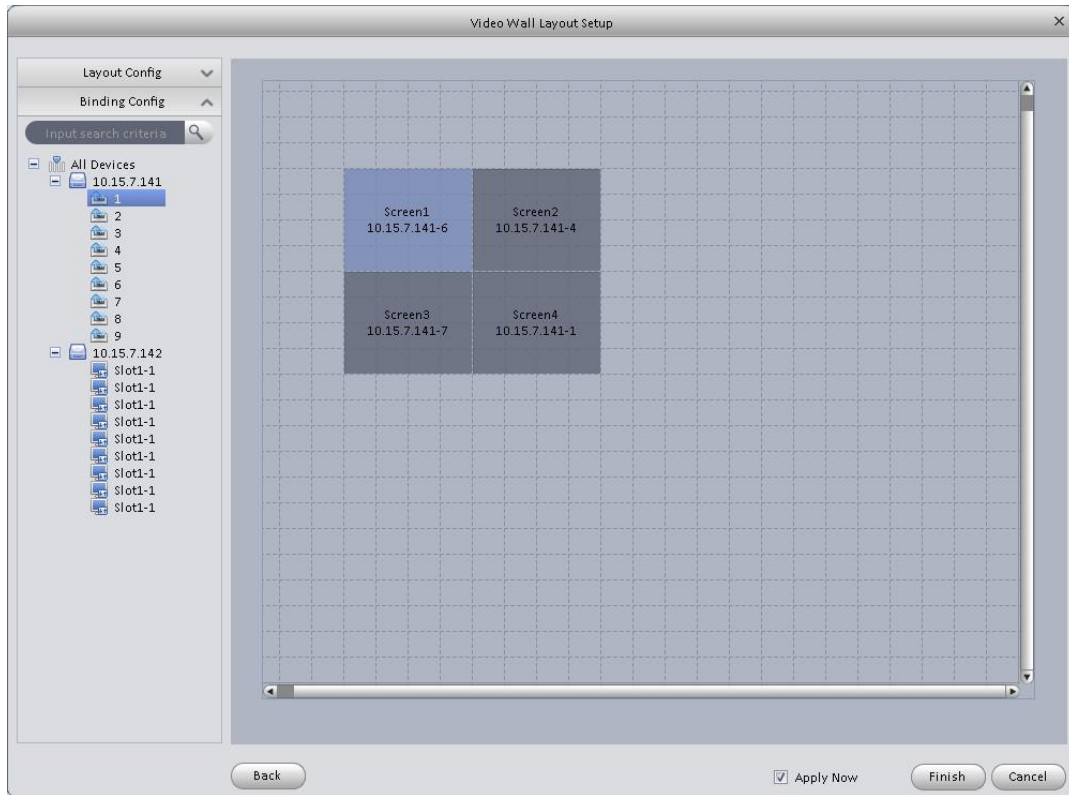 Video Wall Layout Setup
Layout Config
Binding Config
Input search criteria
All Devices
10.15.7.141
1
2
3
4
5
6
7
8
9
10.15.7.142
Slot1-1
Slot1-1
Slot1-1
Slot1-1
Slot1-1
Slot1-1
Slot1-1
Slot1-1
Slot1-1
Screen1
10.15.7.141-6
Screen2
10.15.7.141-4
Screen3
10.15.7.141-7
Screen4
10.15.7.141-1
Back
Apply Now
Finish
Cancel